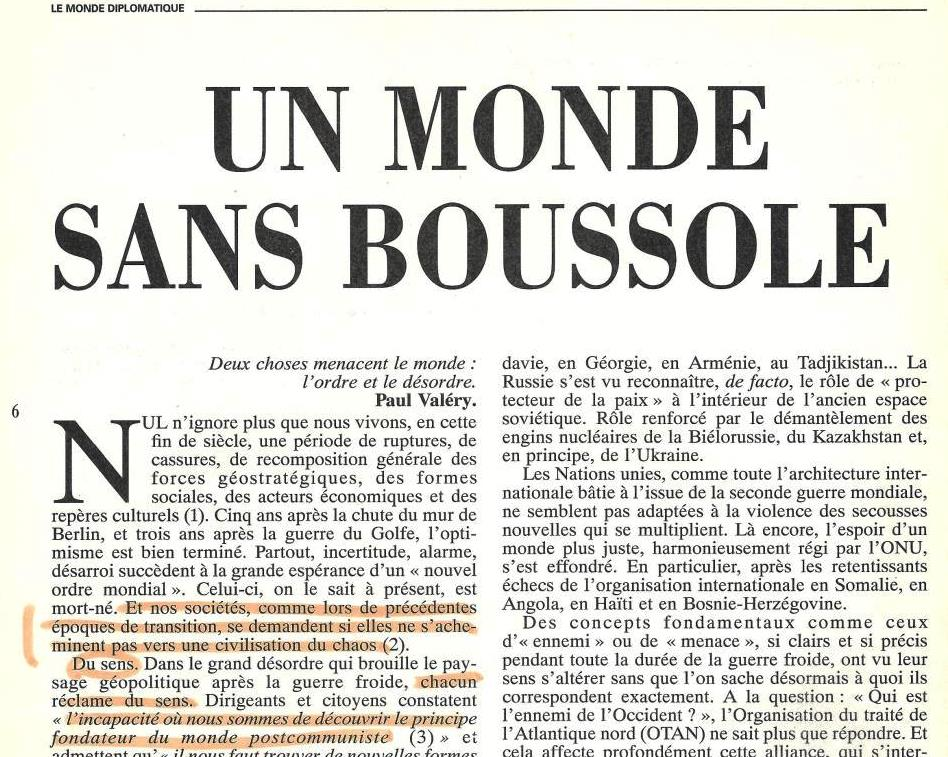 LE MONDE DIPLOMATIQUE
UN MONDE
SANS BOUSSOLE
Deux choses menacent le monde :
l'ordre et le désordre.
Paul Valéry.
6
NUL n'ignore plus que nous vivons, en cette
fin de siècle, une période de ruptures, de
cassures, de recomposition générale des
forces géostratégiques, des formes
sociales, des acteurs économiques et des
repères culturels (1). Cinq ans après la chute du mur de
Berlin, et trois ans après la guerre du Golfe, l'opti-
misme est bien terminé. Partout, incertitude, alarme,
désarroi succèdent à la grande espérance d'un « nouvel
ordre mondial ». Celui-ci, on le sait à présent, est
mort-né. Et nos sociétés, comme lors de précédentes
époques de transition, se demandent si elles ne s'ache-
minent pas vers une civilisation du chaos (2).
Du sens. Dans le grand désordre qui brouille le pay-
sage géopolitique après la guerre froide, chacun
réclame du sens. Dirigeants et citoyens constatent
« l'incapacité où nous sommes de découvrir le principe
fondateur du monde postcommuniste (3) » et
admettent qu'« il nous faut trouver de nouvelles formes
davie, en Géorgie, en Arménie, au Tadjikistan... La
Russie s'est vu reconnaître, de facto, le rôle de « pro-
tecteur de la paix » à l'intérieur de l'ancien espace
soviétique. Rôle renforcé par le démantèlement des
engins nucléaires de la Biélorussie, du Kazakhstan et,
en principe, de l'Ukraine.
Les Nations unies, comme toute l'architecture inter-
nationale bâtie à l'issue de la seconde guerre mondiale,
ne semblent pas adaptées à la violence des secousses
nouvelles qui se multiplient. Là encore, l'espoir d'un
monde plus juste, harmonieusement régi par l'ONU,
s'est effondré. En particulier, après les retentissants
échecs de l'organisation internationale en Somalie, en
Angola, en Haïti et en Bosnie-Herzégovine.
Des concepts fondamentaux comme ceux
d'« ennemi » ou de « menace », si clairs et si précis
pendant toute la durée de la guerre froide, ont vu leur
sens s'altérer sans que l'on sache désormais à quoi ils
correspondent exactement. A la question : « Qui est
l'ennemi de l'Occident ? », l'Organisation du traité de
l'Atlantique nord (OTAN) ne sait plus que répondre. Et
cela affecte profondément cette alliance, qui s'inter-